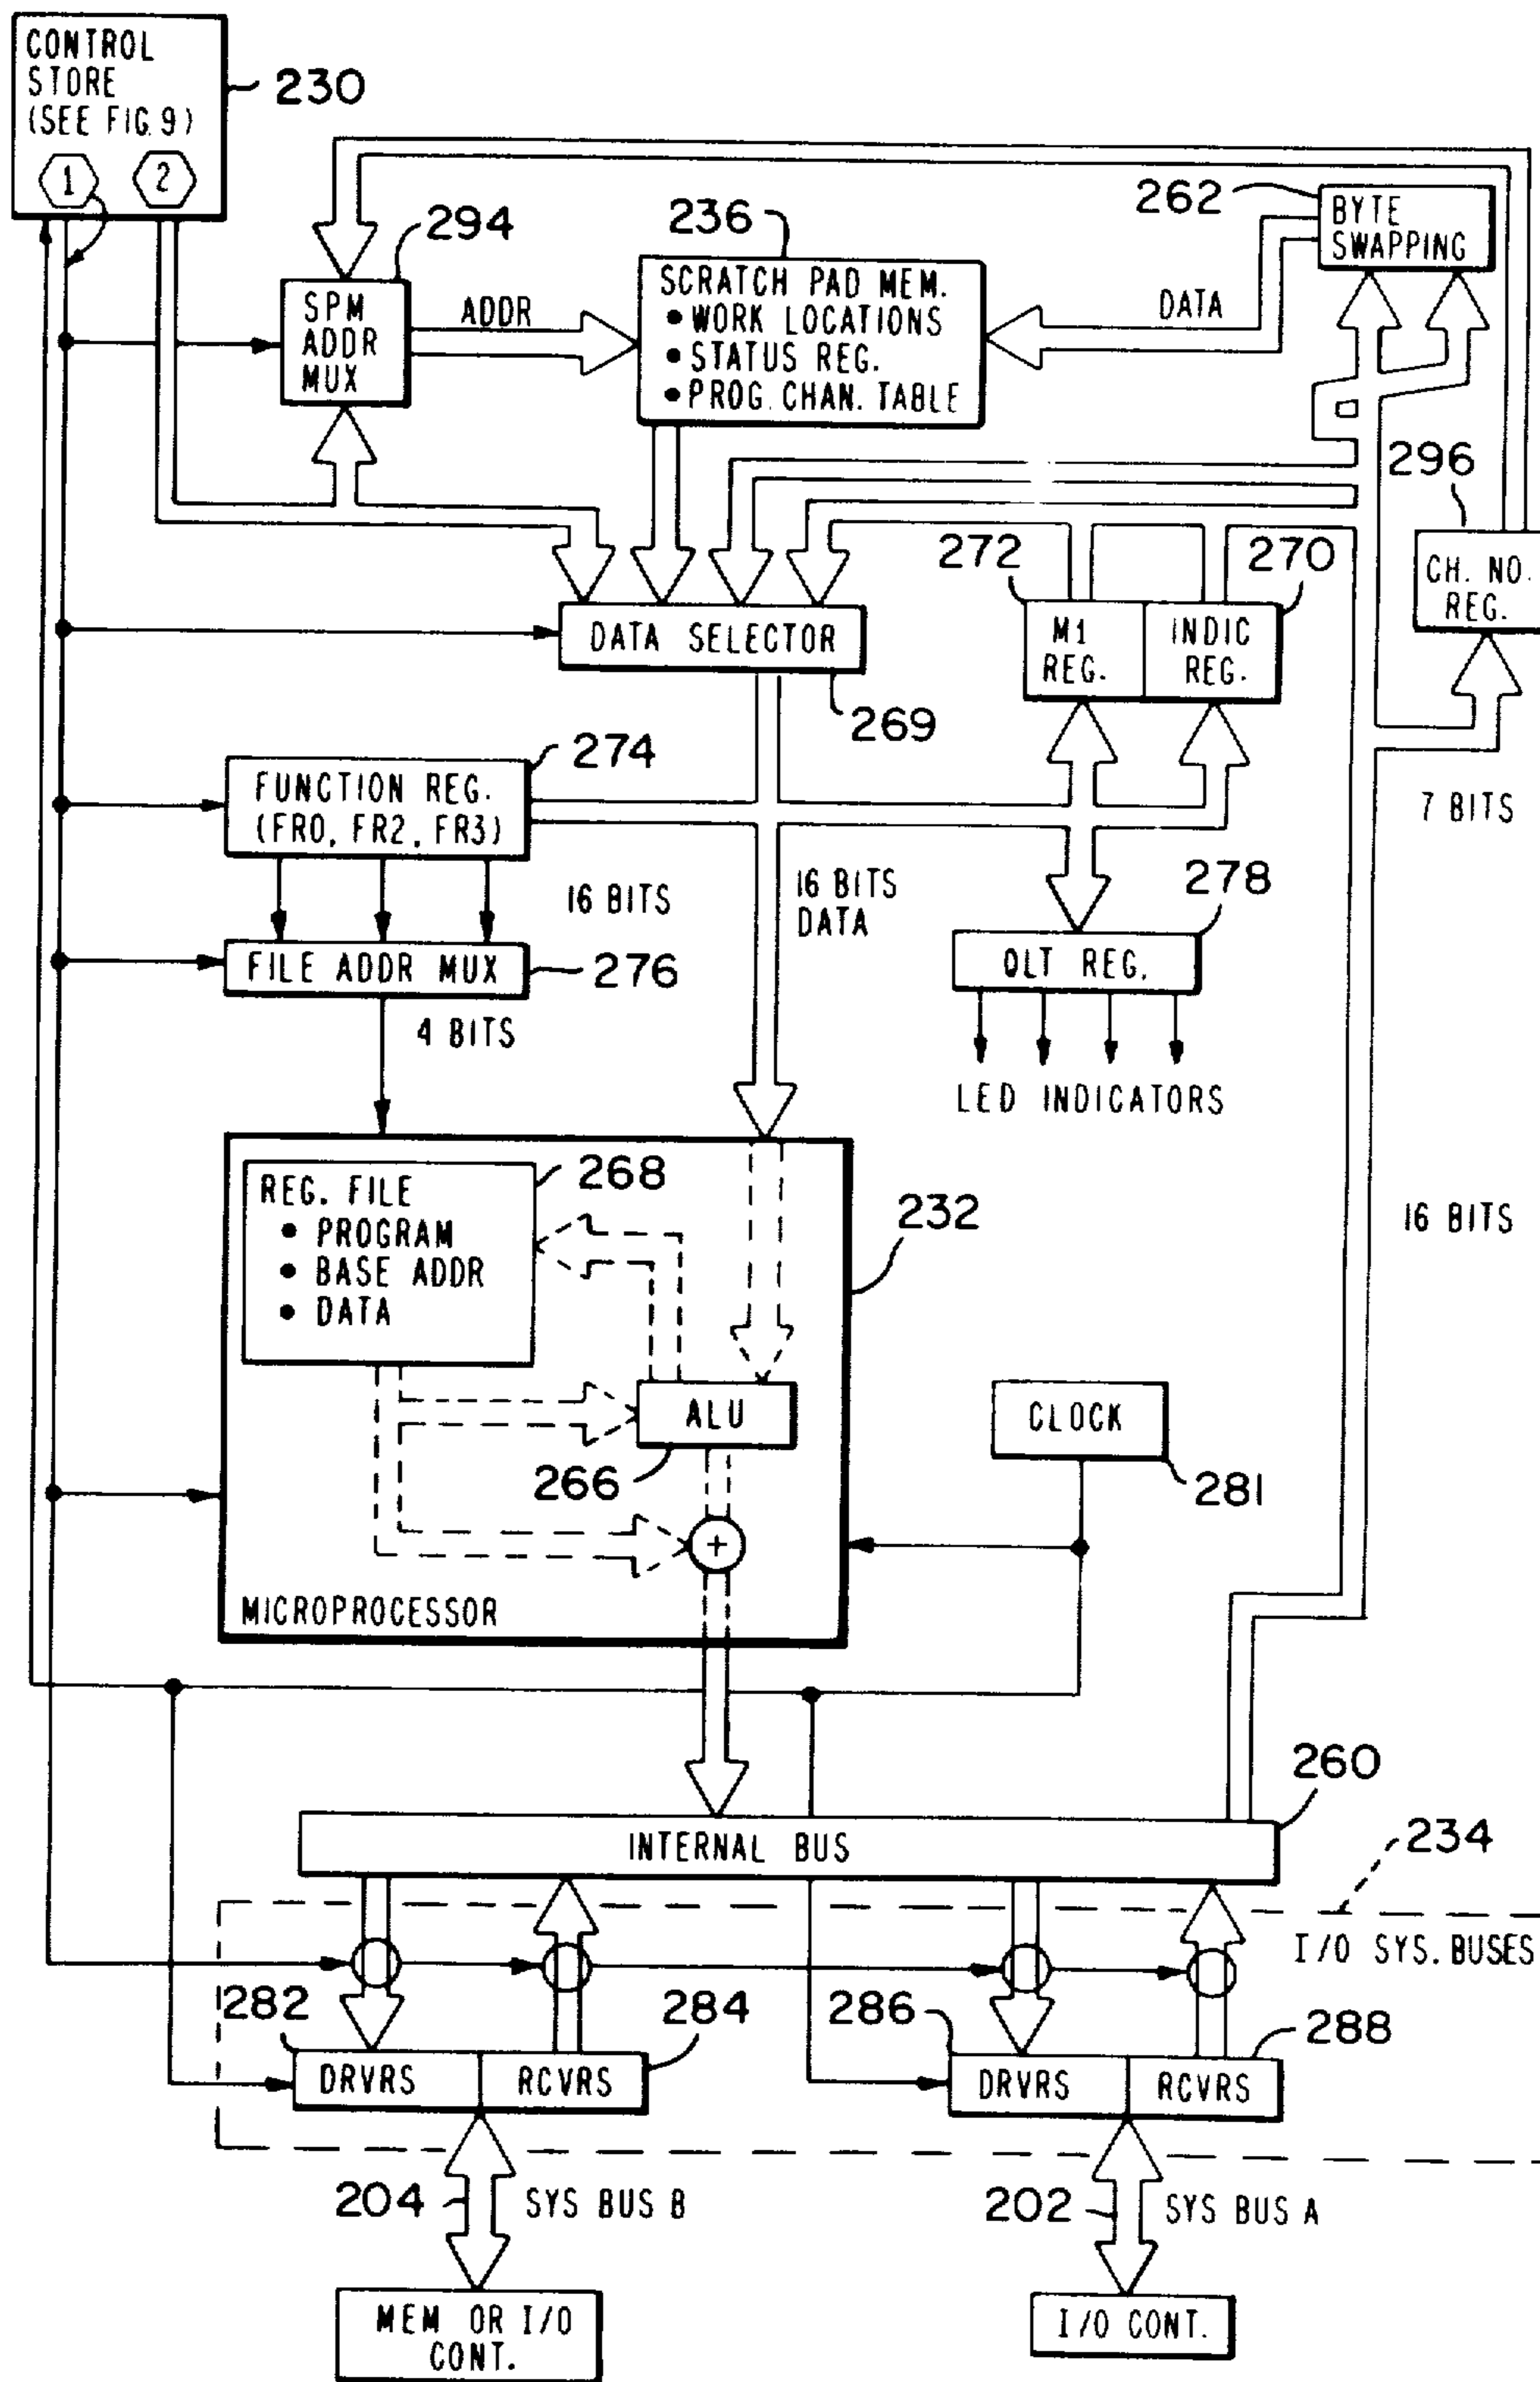 CONTROL
STORE
(SEE FIG. 9)
1
2
230
294
236
262
BYTE
SWAPPING
SPM
ADDR
MUX
ADDR
SCRATCH PAD MEM.
• WORK LOCATIONS
• STATUS REG.
• PROG. CHAN. TABLE
DATA
296
CH. NO.
REG.
272
270
M1
REG.
INDIC
REG.
DATA SELECTOR
269
274
FUNCTION REG.
(FR0, FR2, FR3)
7 BITS
16 BITS
16 BITS
DATA
278
QLT REG.
FILE ADDR MUX
276
4 BITS
LED INDICATORS
268
REG. FILE
• PROGRAM
• BASE ADDR
• DATA
232
16 BITS
ALU
266
CLOCK
281
+
MICROPROCESSOR
260
INTERNAL BUS
234
I/O SYS. BUSES
282
284
286
288
DRVRS
RCVRS
DRVRS
RCVRS
204
SYS BUS B
202
SYS BUS A
MEM OR I/O
CONT.
I/O CONT.